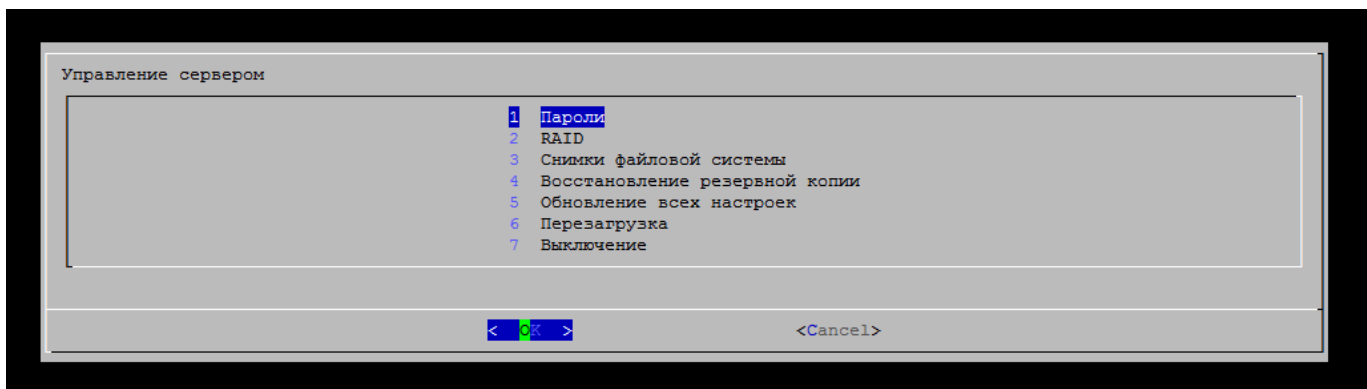 Управление сервером
1 Пароли
2 RAID
3 Снимки файловой системы
4 Восстановление резервной копии
5 Обновление всех настроек
6 Перезагрузка
7 Выключение
< OK > <Cancel>